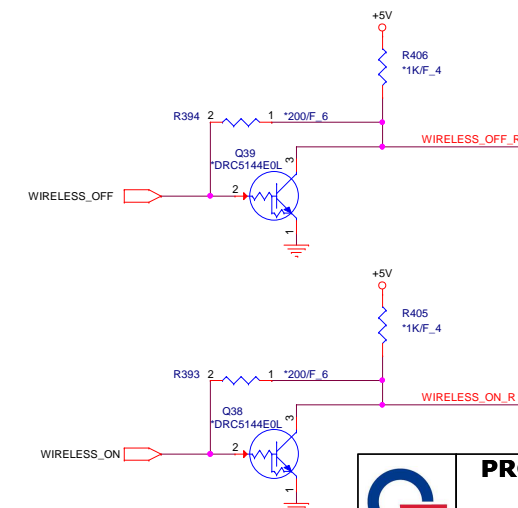 +5V
R406
*1K/F_4
R394 2 1 *200/F_6
WIRELESS_OFF_R
Q39
*DRC5144E0L
3
WIRELESS_OFF
2
1
+5V
R405
*1K/F_4
R393 2 1 *200/F_6
WIRELESS_ON_R
Q38
*DRC5144E0L
3
WIRELESS_ON
2
1